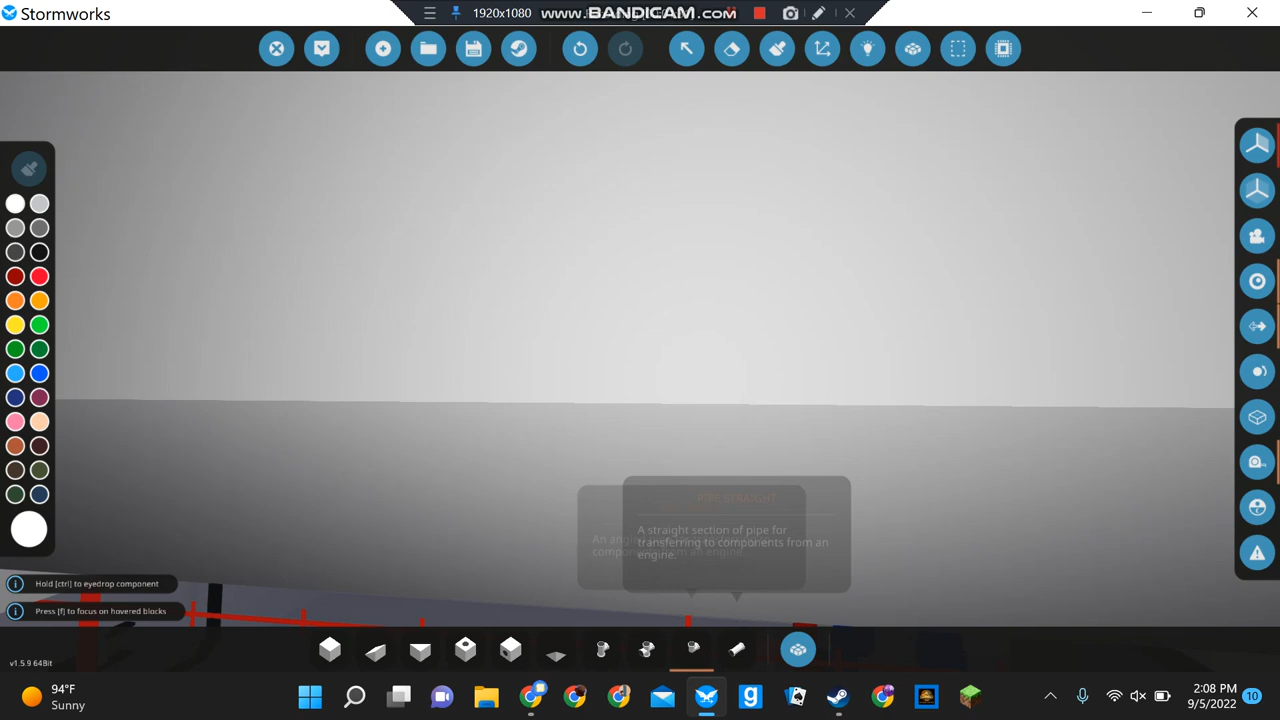 Stormworks
1920x1080
www.BANDICAM.com
PIPE STRAIGHT
A straight section of pipe for
transferring to components from an
engine.
Hold [ctrl] to eyedrop component
Press [f] to focus on hovered blocks
v1.5.9 64Bit
94°F
Sunny
2:08 PM
9/5/2022
10